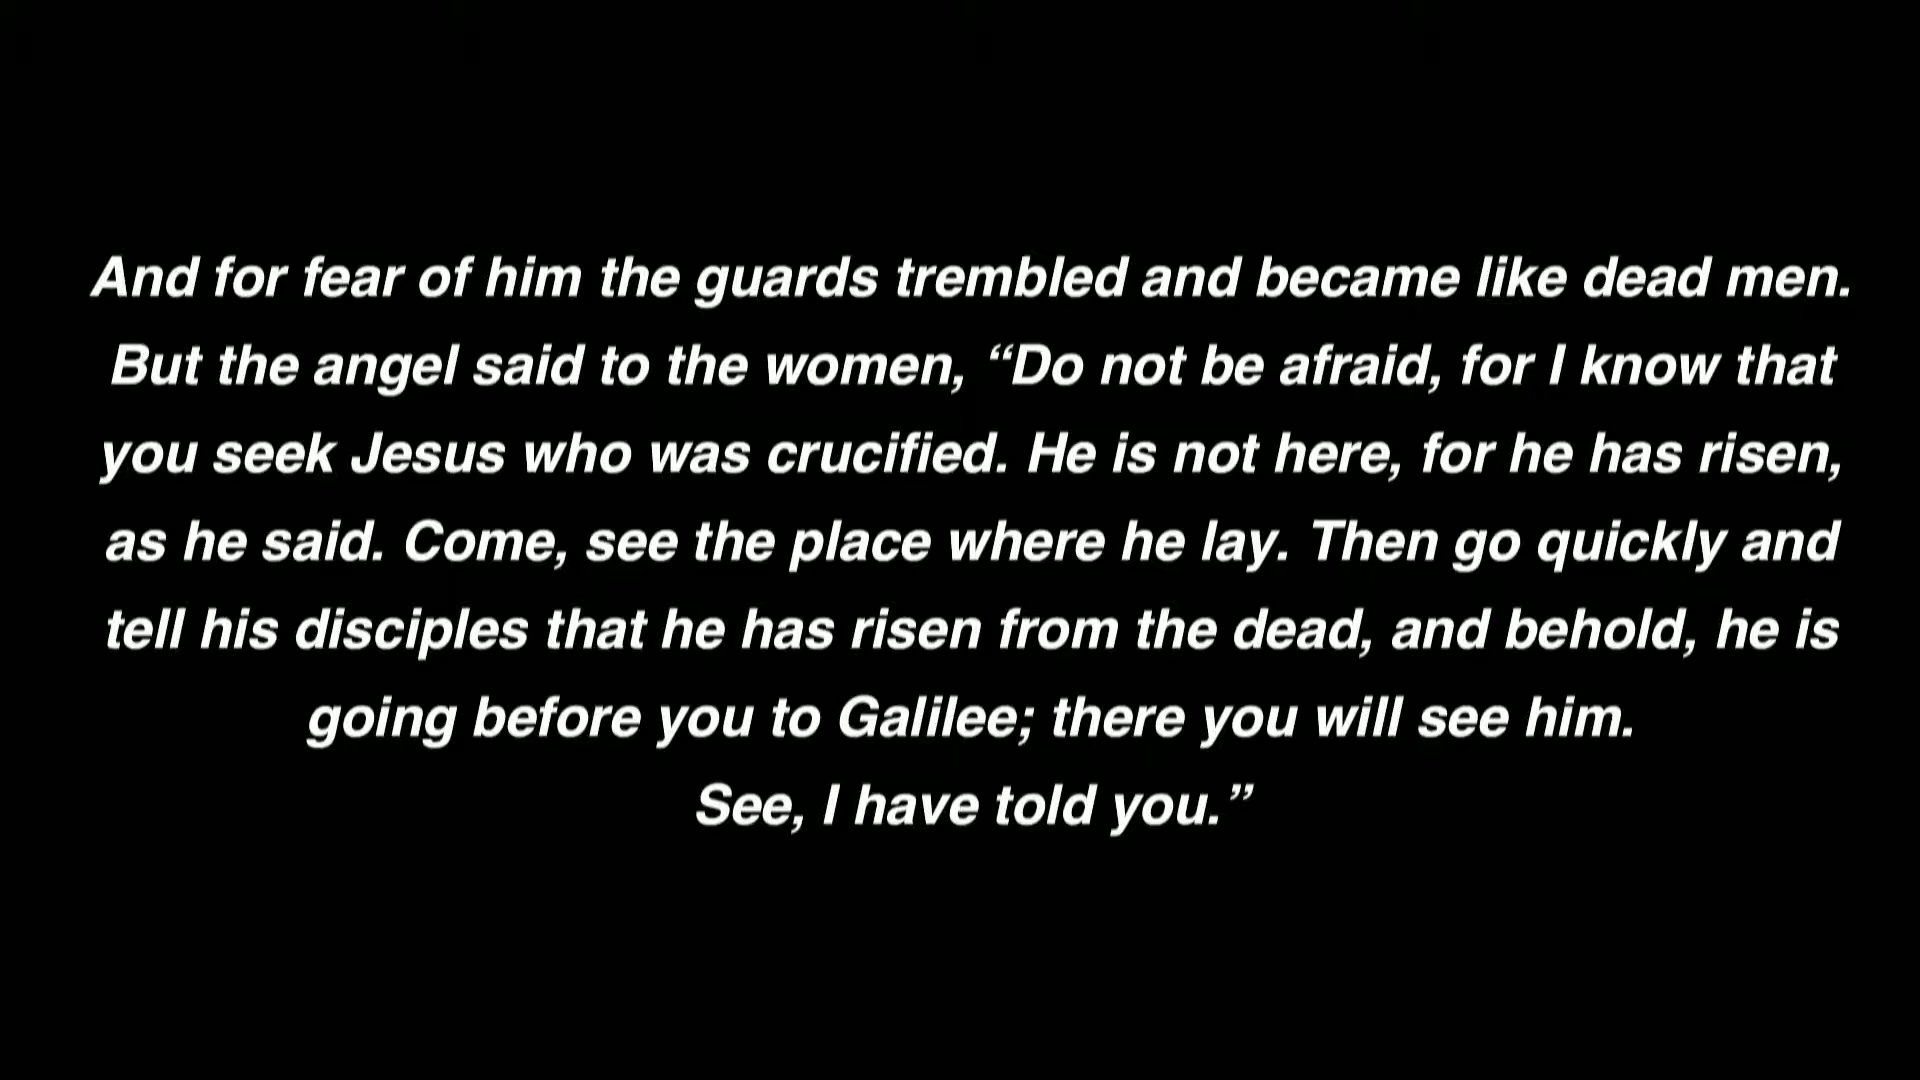 And for fear of him the guards trembled and became like dead men.
But the angel said to the women, “Do not be afraid, for I know that
you seek Jesus who was crucified. He is not here, for he has risen,
as he said. Come, see the place where he lay. Then go quickly and
tell his disciples that he has risen from the dead, and behold, he is
going before you to Galilee; there you will see him.
See, I have told you.”